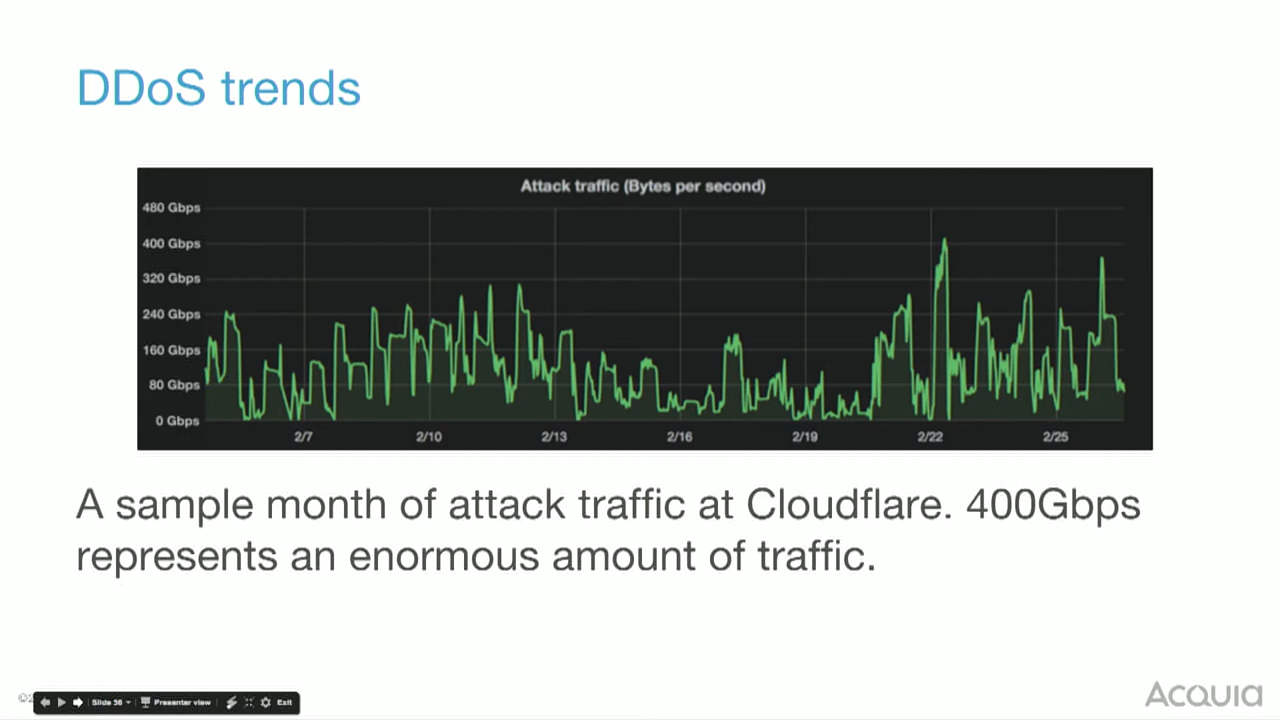 DDoS trends
Attack traffic (Bytes per second)
480 Gbps
400 Gbps
320 Gbps
240 Gbps
160 Gbps
80 Gbps
0 Gbps
2/7 2/10 2/13 2/16 2/19 2/22 2/25
A sample month of attack traffic at Cloudflare. 400Gbps
represents an enormous amount of traffic.
Slide 36 Presenter view Exit
ACQUIA